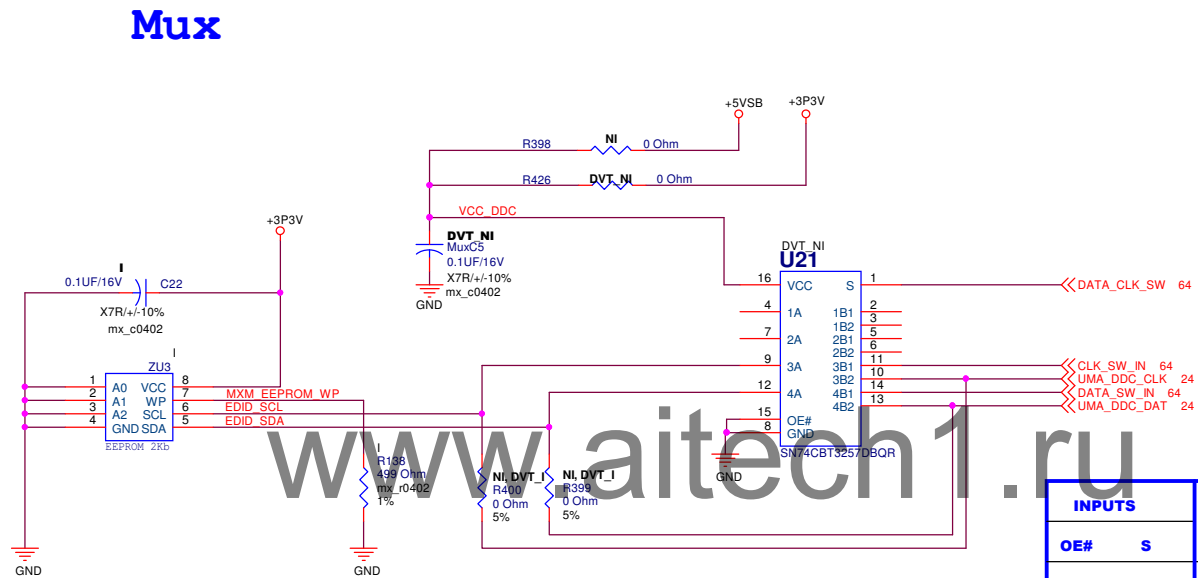 Mux
+5VSB
+3P3V
R398
NI
0 Ohm
R426
DVT_NI
0 Ohm
VCC_DDC
+3P3V
DVT_NI
MuxC5
0.1UF/16V
X7R/+/-10%
mx_c0402
GND
I
0.1UF/16V
C22
X7R/+/-10%
mx_c0402
DVT_NI
U21
16 VCC S 1
DATA_CLK_SW 64
4 1A 1B1 2
1B2 3
7 2A 2B1 5
2B2 6
9 3A 3B1 11
CLK_SW_IN 64
3B2 10
UMA_DDC_CLK 24
12 4A 4B1 14
DATA_SW_IN 64
4B2 13
UMA_DDC_DAT 24
15 OE#
8 GND
SN74CBT3257DBQR
GND
I
ZU3
1 A0 VCC 8
2 A1 WP 7 MXM_EEPROM_WP
3 A2 SCL 6 EDID_SCL
4 GND SDA 5 EDID_SDA
EEPROM 2Kb
I
R138
499 Ohm
mx_r0402
1%
NI, DVT_I
R400
0 Ohm
5%
NI, DVT_I
R399
0 Ohm
5%
GND
GND
www.aitech1.ru
INPUTS
OE# S